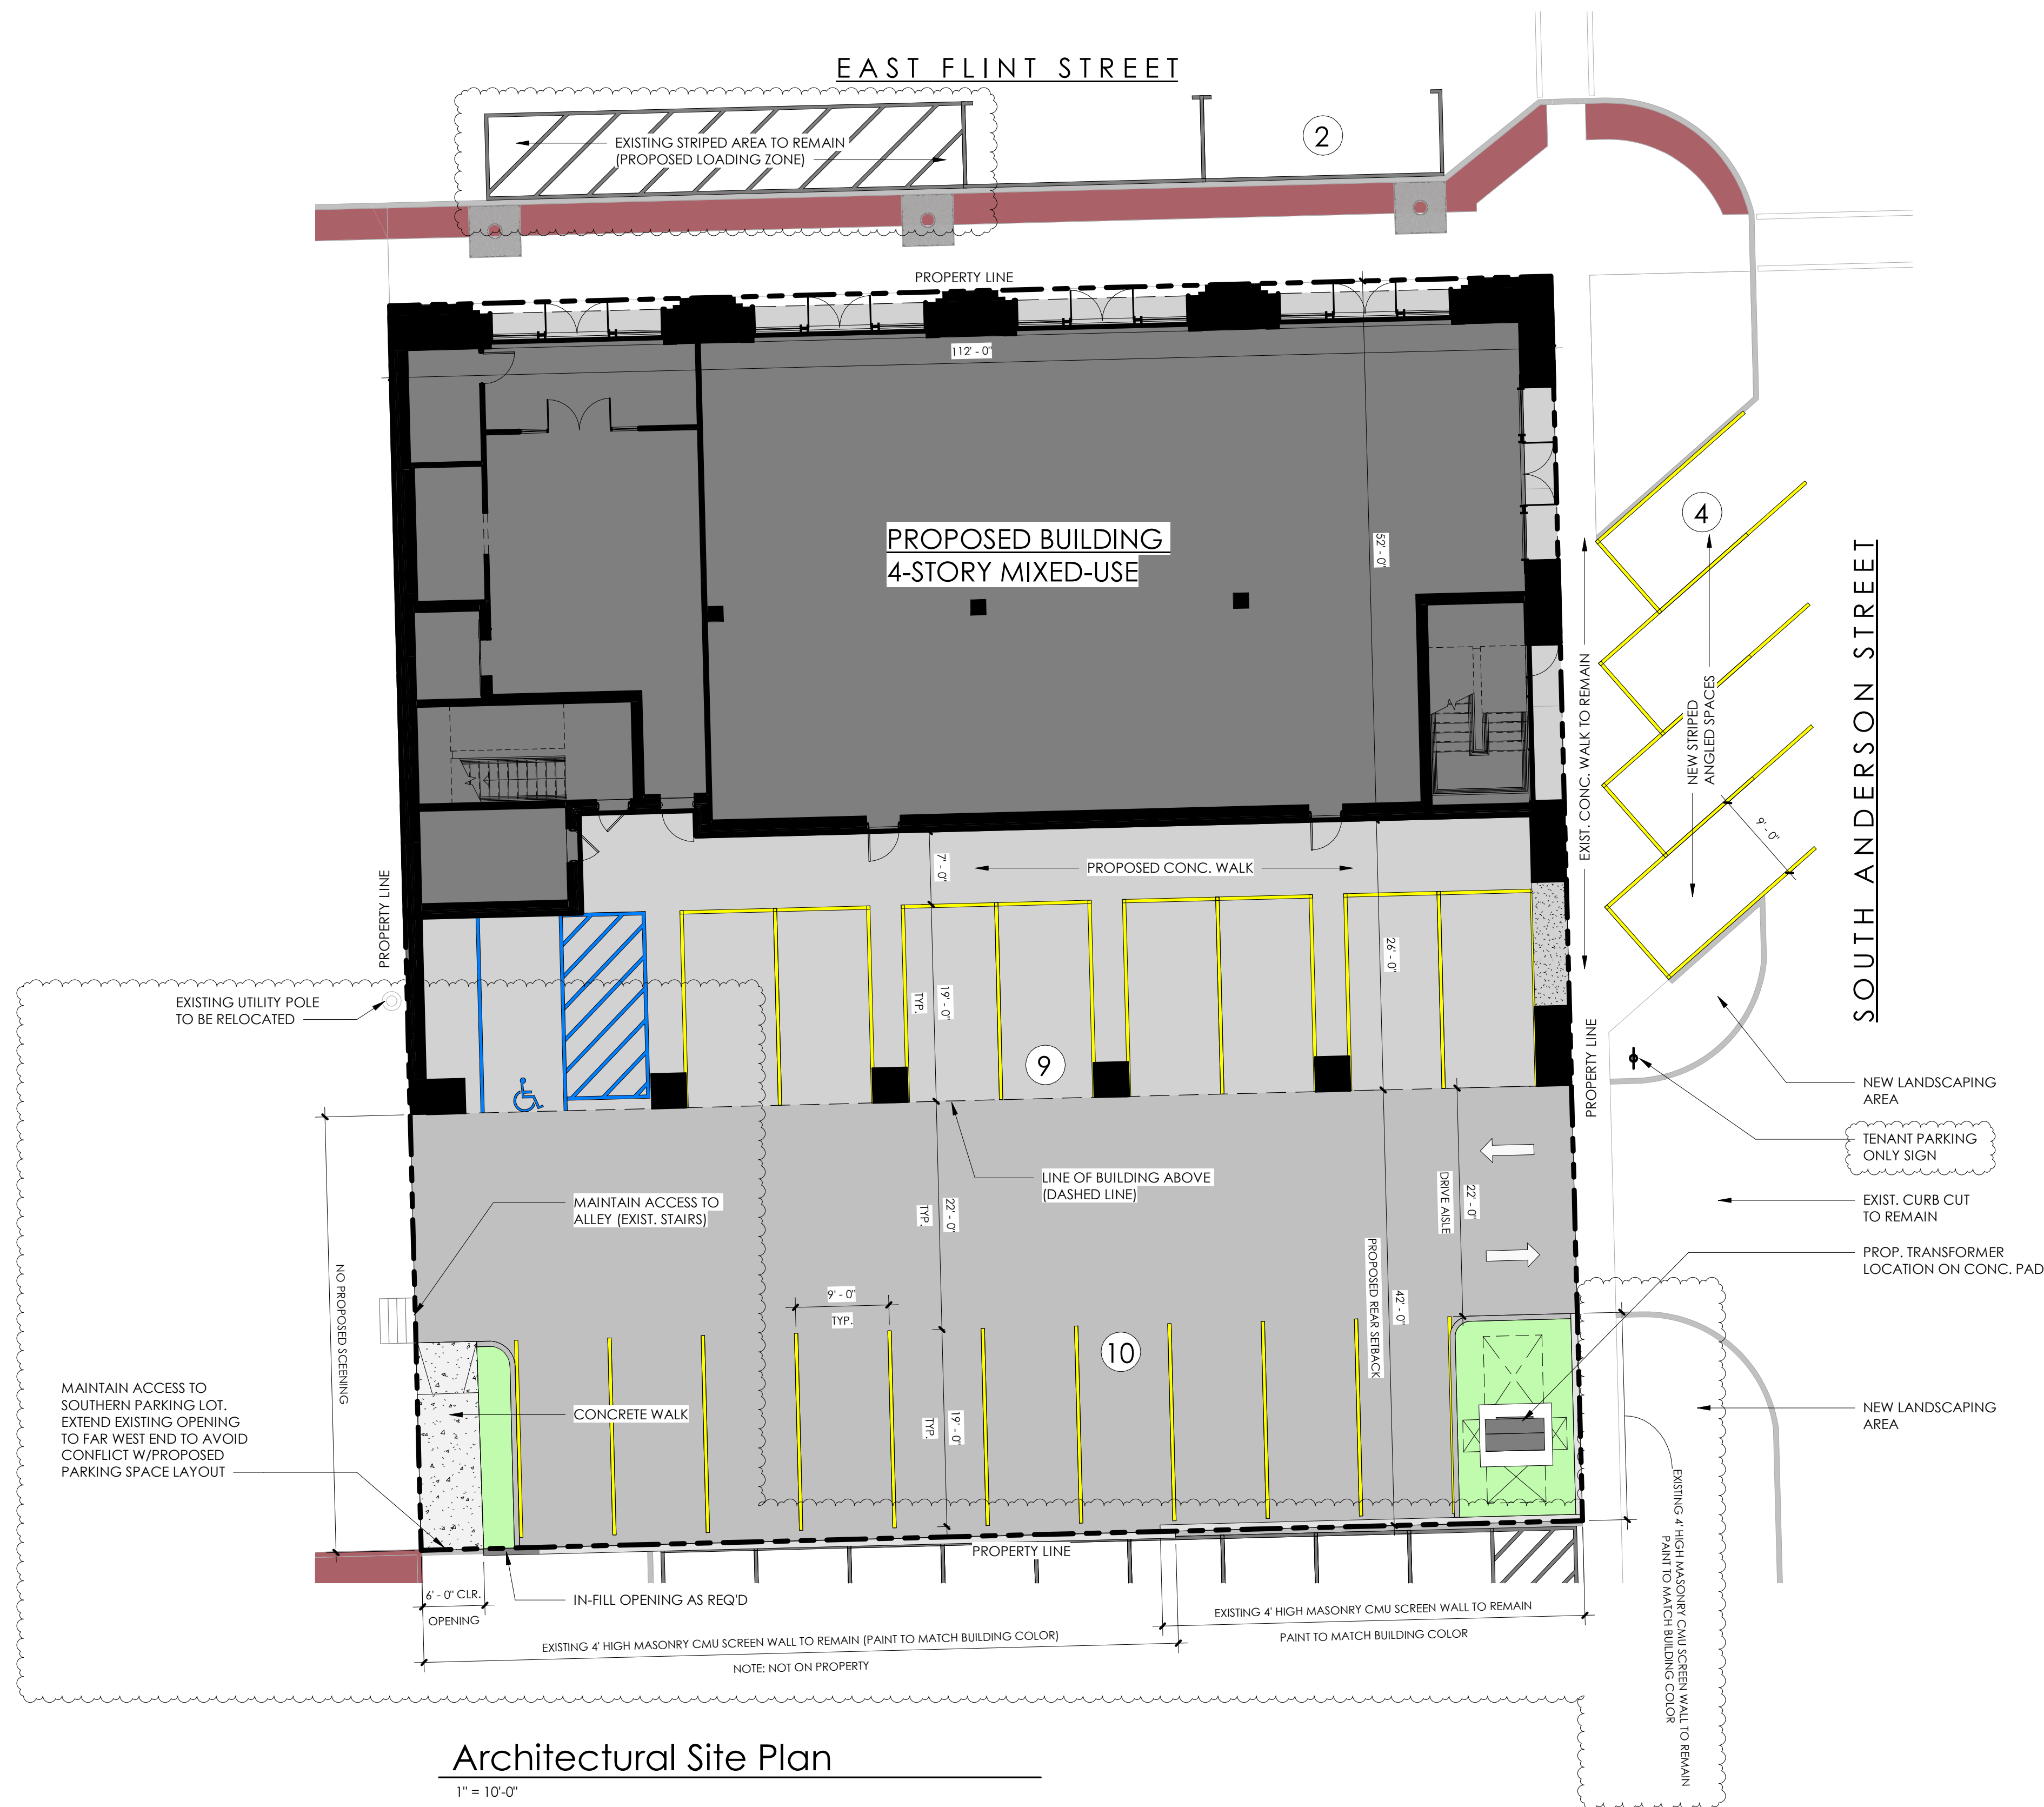 EAST FLINT STREET
EXISTING STRIPED AREA TO REMAIN
(PROPOSED LOADING ZONE)
2
PROPERTY LINE
112' - 0"
4
PROPOSED BUILDING
4-STORY MIXED-USE
52' - 0"
SOUTH ANDERSON STREET
EXIST. CONC. WALK TO REMAIN
NEW STRIPED
ANGLED SPACES
9' - 0"
7' - 0"
PROPOSED CONC. WALK
PROPERTY LINE
EXISTING UTILITY POLE
TO BE RELOCATED
19' - 0"
TYP.
26' - 0"
9
PROPERTY LINE
NEW LANDSCAPING
AREA
TENANT PARKING
ONLY SIGN
LINE OF BUILDING ABOVE
(DASHED LINE)
MAINTAIN ACCESS TO
ALLEY (EXIST. STAIRS)
22' - 0"
TYP.
DRIVE AISLE
22' - 0"
EXIST. CURB CUT
TO REMAIN
PROP. TRANSFORMER
LOCATION ON CONC. PAD
NO PROPOSED SCEENING
9' - 0"
TYP.
PROPOSED REAR SETBACK
42' - 0"
10
MAINTAIN ACCESS TO
SOUTHERN PARKING LOT.
EXTEND EXISTING OPENING
TO FAR WEST END TO AVOID
CONFLICT W/PROPOSED
PARKING SPACE LAYOUT
CONCRETE WALK
19' - 0"
TYP.
NEW LANDSCAPING
AREA
PROPERTY LINE
EXISTING 4' HIGH MASONRY CMU SCREEN WALL TO REMAIN
PAINT TO MATCH BUILDING COLOR
6' - 0" CLR.
OPENING
IN-FILL OPENING AS REQ'D
EXISTING 4' HIGH MASONRY CMU SCREEN WALL TO REMAIN
PAINT TO MATCH BUILDING COLOR
EXISTING 4' HIGH MASONRY CMU SCREEN WALL TO REMAIN (PAINT TO MATCH BUILDING COLOR)
NOTE: NOT ON PROPERTY
Architectural Site Plan
1" = 10'-0"